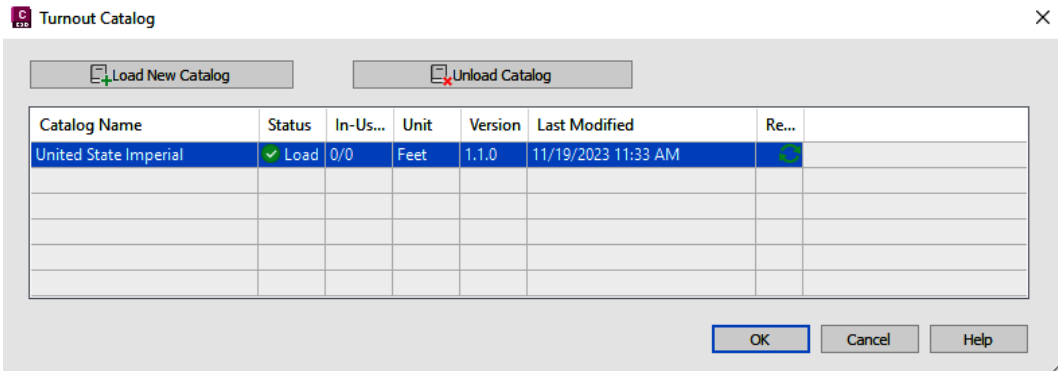 C
C3D
Turnout Catalog
Load New Catalog
Unload Catalog
Catalog Name Status In-Us... Unit Version Last Modified Re...
United State Imperial Load 0/0 Feet 1.1.0 11/19/2023 11:33 AM
OK Cancel Help